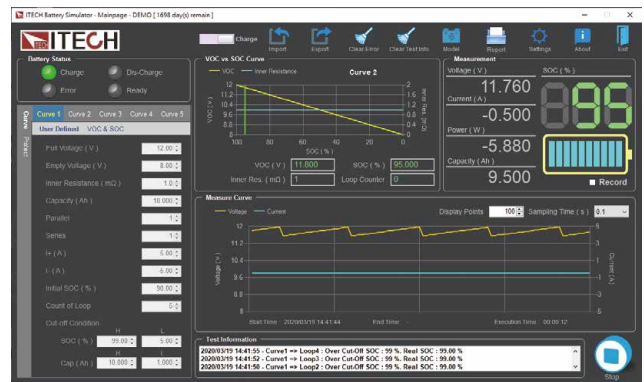 ITECH Battery Simulator - Mainpage - DEMO [ 1698 day(s) remain ]
ITECH
Charge
Import
Export
Clear Error
Clear Test Info
Model
Report
Settings
About
Exit
Battery Status
Charge
Dis-Charge
Error
Ready
Curve
Protect
Curve 1 Curve 2 Curve 3 Curve 4 Curve 5
User Defined VOC & SOC
Full Voltage ( V ) 12.00
Empty Voltage ( V ) 8.00
Inner Resistance ( mΩ ) 1.0
Capacity ( Ah ) 10.000
Parallel 1
Series 1
I+ ( A ) 5.00
I- ( A ) -5.00
Initial SOC ( % ) 90.00
Count of Loop 5
Cut off Condition
H L
SOC ( % ) 99.00 5.00
H L
Cap ( Ah ) 10.000 1.000
VOC vs SOC Curve
VOC Inner Resistance Curve 2
VOC(V)
12
11.2
10.4
9.6
8.8
8
Inner Res. (mΩ)
2
1.6
1.2
0.8
0.4
0
100 80 60 40 20 0
SOC ( % )
VOC ( V ) 11.800 SOC ( % ) 95.000
Inner Res. ( mΩ ) 1 Loop Counter 0
Measurement
Voltage ( V )
11.760
Current ( A )
-0.500
Power ( W )
-5.880
Capacity ( Ah )
9.500
SOC ( % )
95
Record
Measure Curve
Voltage Current
Display Points 100 Sampling Time ( s ) 0.1
Voltage (V)
12
11.2
10.4
9.6
8.8
8
Current (A)
5
3
1
-1
-3
-5
Start Time : 2020/03/19 14:41:44 End Time : - Execution Time : 00:00:12
Test Information
2020/03/19 14:41:55 - Curve1 => Loop4 : Over Cut-Off SOC : 99 %. Real SOC : 99.00 %
2020/03/19 14:41:52 - Curve1 => Loop3 : Over Cut-Off SOC : 99 %. Real SOC : 99.00 %
2020/03/19 14:41:50 - Curve1 => Loop2 : Over Cut-Off SOC : 99 %. Real SOC : 99.00 %
Stop